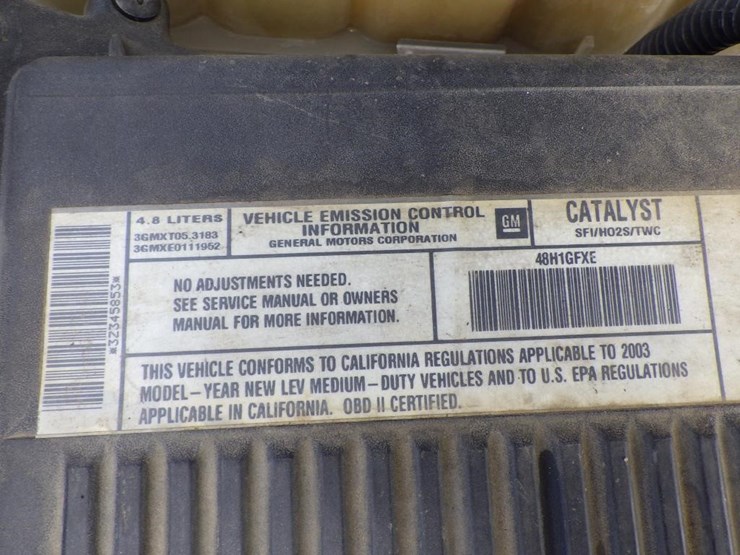 *32345853*
4.8 LITERS
3GMXT05.3183
3GMXE0111952
VEHICLE EMISSION CONTROL
INFORMATION
GENERAL MOTORS CORPORATION
GM
CATALYST
SFI/HO2S/TWC
NO ADJUSTMENTS NEEDED.
SEE SERVICE MANUAL OR OWNERS
MANUAL FOR MORE INFORMATION.
48H1GFXE
THIS VEHICLE CONFORMS TO CALIFORNIA REGULATIONS APPLICABLE TO 2003
MODEL-YEAR NEW LEV MEDIUM-DUTY VEHICLES AND TO U.S. EPA REGULATIONS
APPLICABLE IN CALIFORNIA. OBD II CERTIFIED.